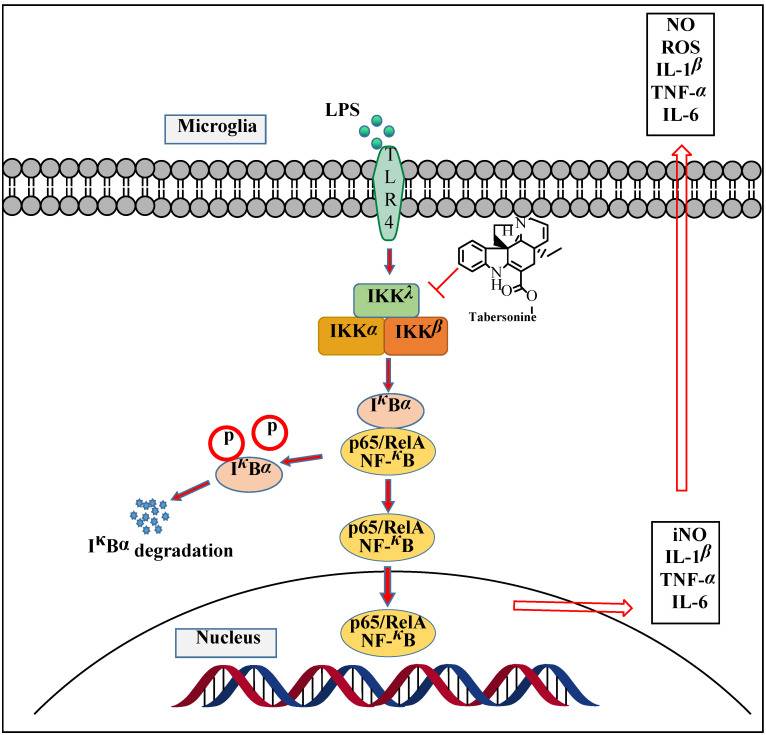 NO
ROS
IL-1β
TNF-α
IL-6
LPS
Microglia
T
L
R
4
N
H
N
H
O
O
Tabersonine
IKKλ
IKKα
IKKβ
IκBα
p65/RelA
NF-κB
p
p
IκBα
IκBα degradation
p65/RelA
NF-κB
iNO
IL-1β
TNF-α
IL-6
p65/RelA
NF-κB
Nucleus